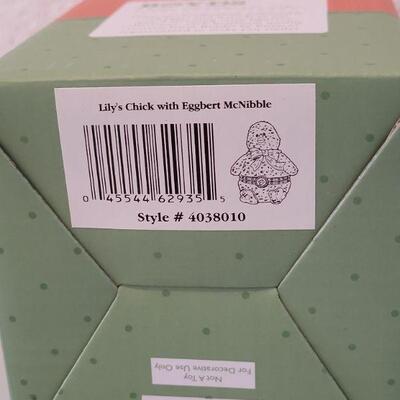 Lily's Chick with Eggbert McNibble
0 45544 62935 5
Style # 4038010
Not A Toy
For Decorative Use Only